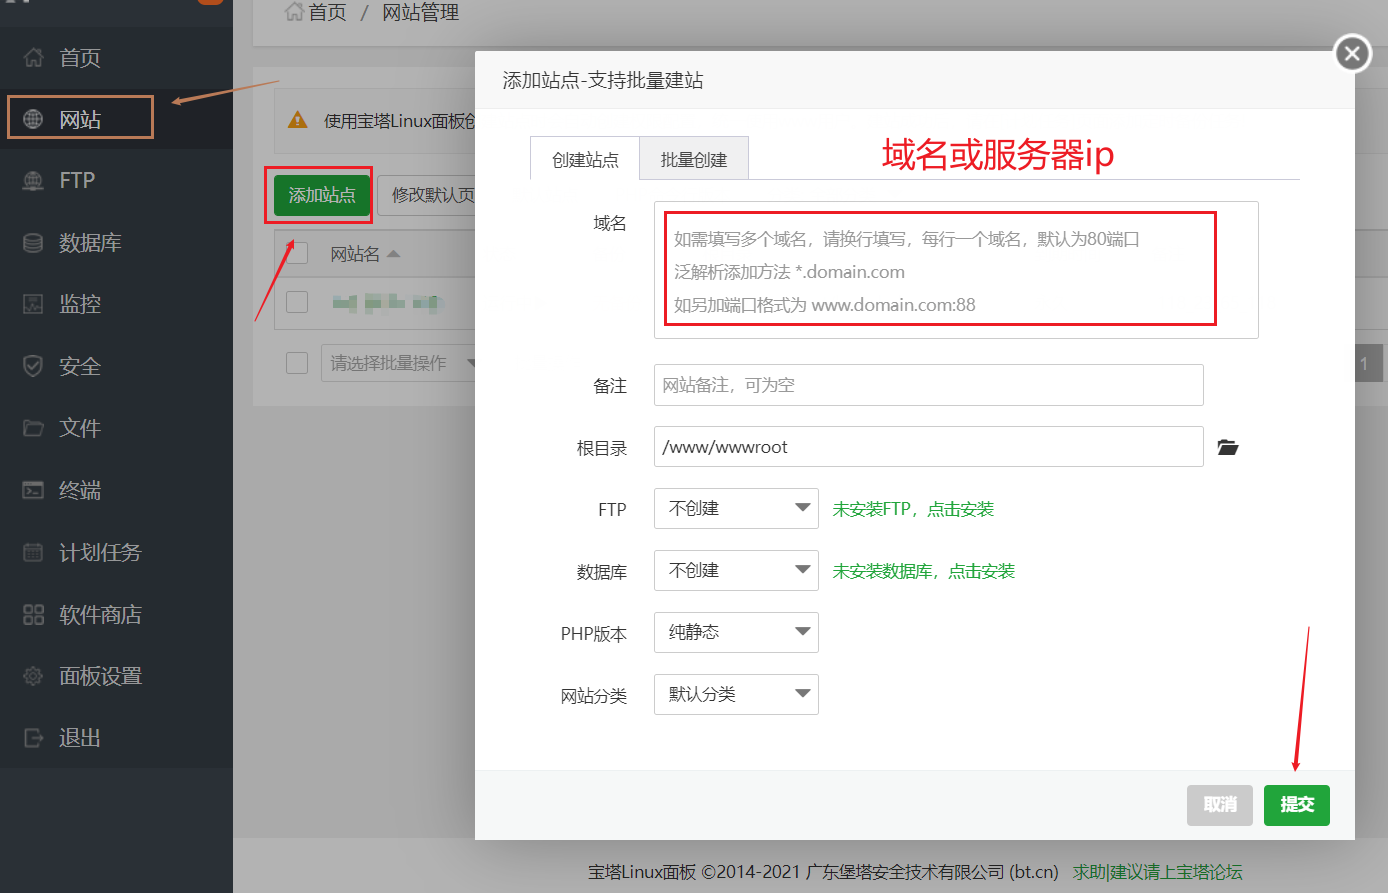 首页 / 网站管理
首页
网站
FTP
数据库
监控
安全
文件
终端
计划任务
软件商店
面板设置
退出
使用宝塔Linux面板创
添加站点
修改默认页
网站名
请选择批量操作
1
添加站点-支持批量建站
创建站点
批量创建
域名或服务器ip
域名
如需填写多个域名，请换行填写，每行一个域名，默认为80端口
泛解析添加方法 *.domain.com
如另加端口格式为 www.domain.com:88
备注
网站备注，可为空
根目录
/www/wwwroot
FTP
不创建
未安装FTP，点击安装
数据库
不创建
未安装数据库，点击安装
PHP版本
纯静态
网站分类
默认分类
取消
提交
宝塔Linux面板 ©2014-2021 广东堡塔安全技术有限公司 (bt.cn) 求助|建议请上宝塔论坛